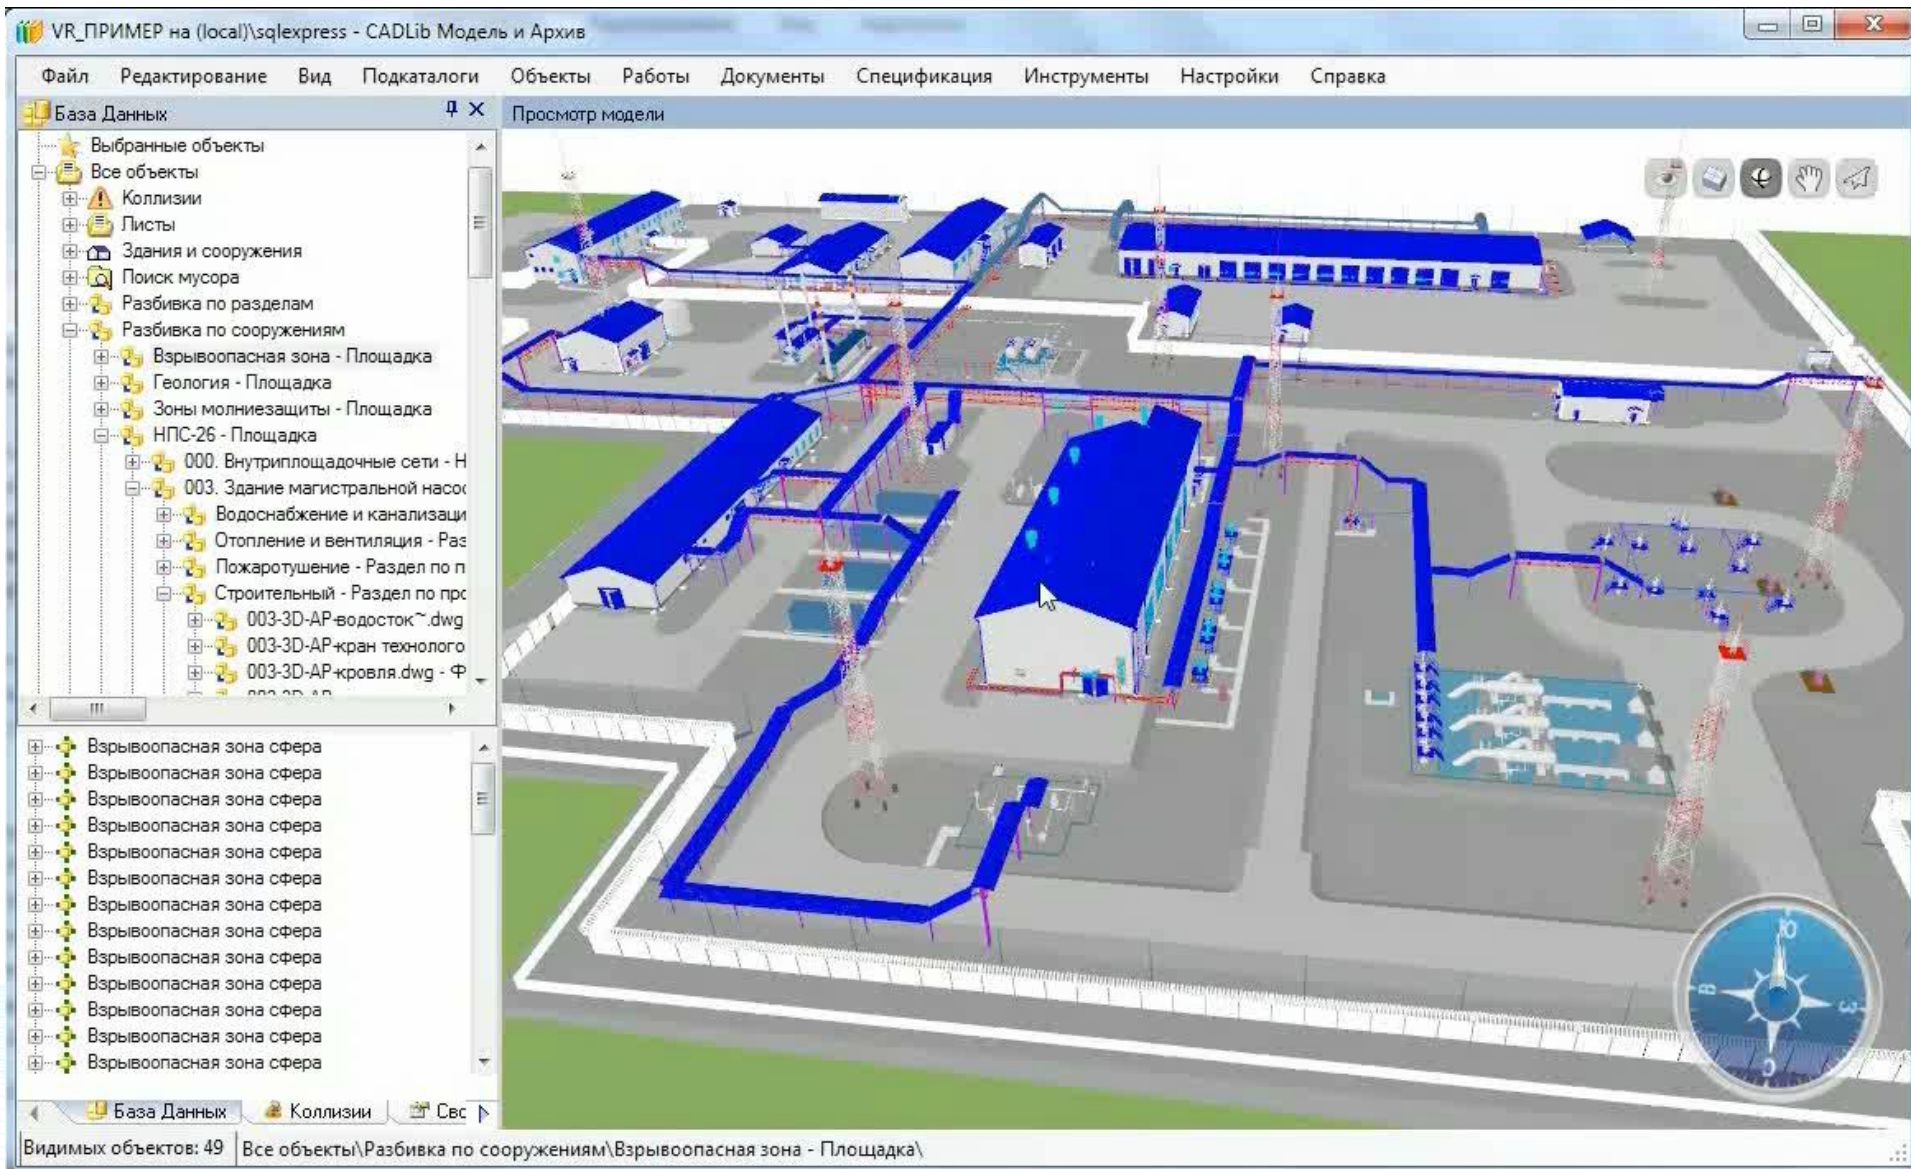 VR_ПРИМЕР на (local)\sqlexpress - CADLib Модель и Архив
Файл Редактирование Вид Подкаталоги Объекты Работы Документы Спецификация Инструменты Настройки Справка
База Данных
Просмотр модели
Выбранные объекты
Все объекты
Коллизии
Листы
Здания и сооружения
Поиск мусора
Разбивка по разделам
Разбивка по сооружениям
Взрывоопасная зона - Площадка
Геология - Площадка
Зоны молниезащиты - Площадка
НПС-26 - Площадка
000. Внутриплощадочные сети - Н
003. Здание магистральной насос
Водоснабжение и канализаци
Отопление и вентиляция - Раз
Пожаротушение - Раздел по п
Строительный - Раздел по про
003-3D-АР-водосток~.dwg
003-3D-АР-кран технолого
003-3D-АР-кровля.dwg - Ф
Взрывоопасная зона сфера
Взрывоопасная зона сфера
Взрывоопасная зона сфера
Взрывоопасная зона сфера
Взрывоопасная зона сфера
Взрывоопасная зона сфера
Взрывоопасная зона сфера
Взрывоопасная зона сфера
Взрывоопасная зона сфера
Взрывоопасная зона сфера
Взрывоопасная зона сфера
Взрывоопасная зона сфера
Взрывоопасная зона сфера
Ю
В З
С
База Данных Коллизии Свс
Видимых объектов: 49 Все объекты\Разбивка по сооружениям\Взрывоопасная зона - Площадка\